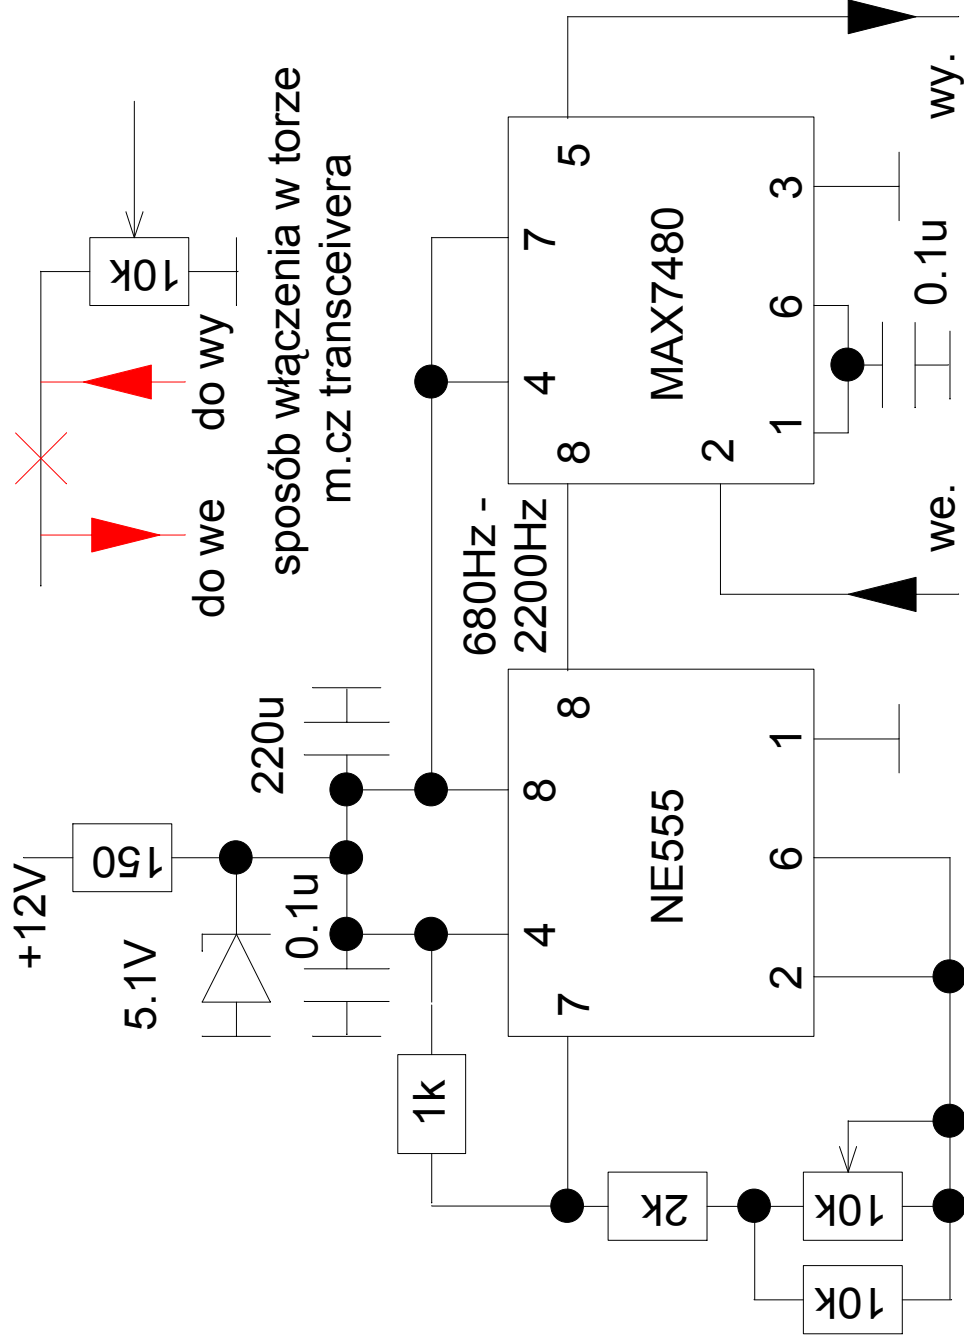 +12V
150
5.1V
0.1u
220u
1k
2k
10k
10k
NE555
7
4
8
8
2
6
1
680Hz -
2200Hz
MAX7480
8
4
7
5
2
1
6
3
0.1u
we.
wy.
do we
do wy
10k
sposób włączenia w torze
m.cz transceivera